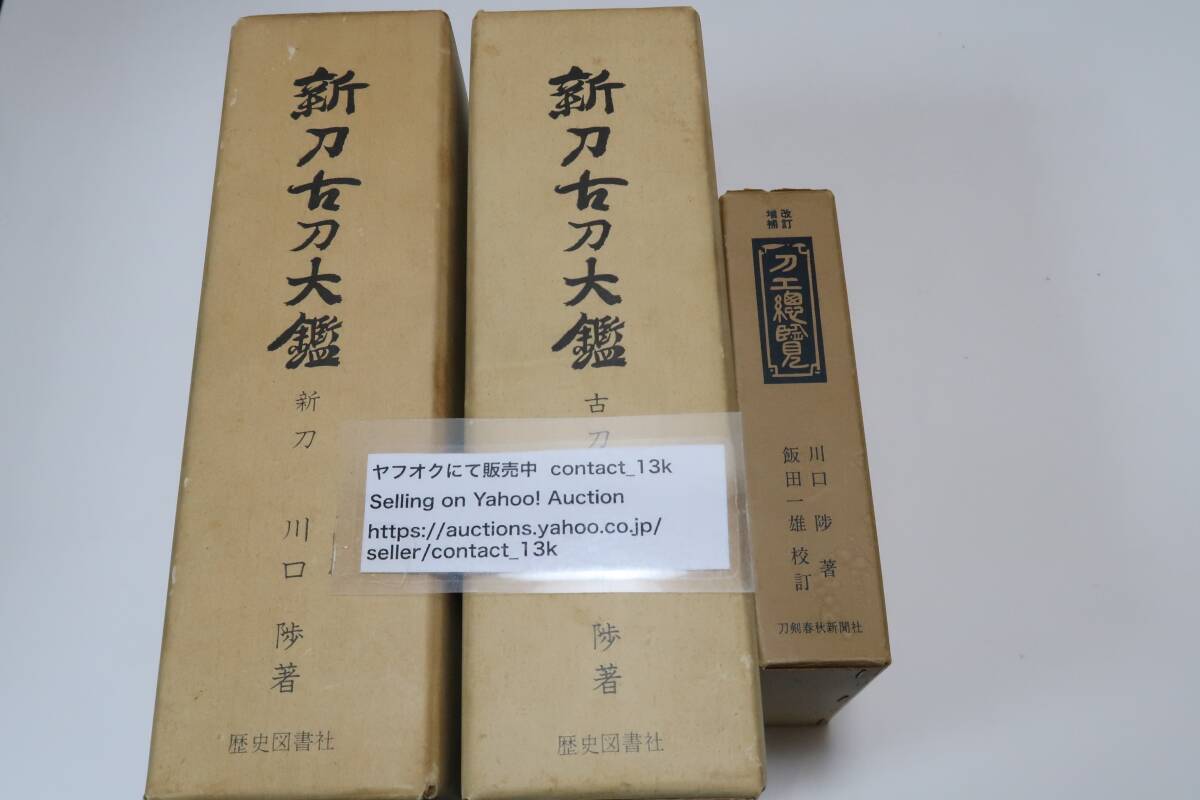 新刀古刀大鑑
新刀
川口
陟著
歴史図書社
新刀古刀大鑑
古刀
陟著
歴史図書社
ヤフオクにて販売中 contact_13k
Selling on Yahoo! Auction
https://auctions.yahoo.co.jp/
seller/contact_13k
改訂
増補
刀工總覽
川口陟著
飯田一雄校訂
刀剣春秋新聞社